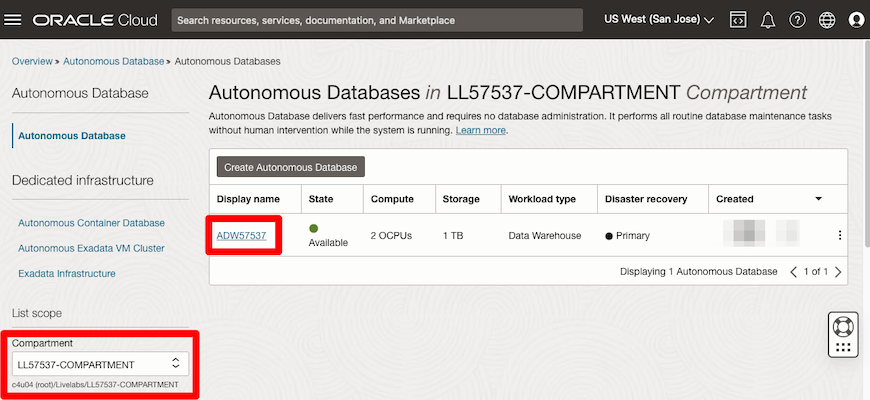 ORACLE Cloud
Search resources, services, documentation, and Marketplace
US West (San Jose)
Overview » Autonomous Database » Autonomous Databases
Autonomous Database
Autonomous Database
Dedicated infrastructure
Autonomous Container Database
Autonomous Exadata VM Cluster
Exadata Infrastructure
List scope
Compartment
LL57537-COMPARTMENT
c4u04 (root)/Livelabs/LL57537-COMPARTMENT
Autonomous Databases in LL57537-COMPARTMENT Compartment
Autonomous Database delivers fast performance and requires no database administration. It performs all routine database maintenance tasks
without human intervention while the system is running. Learn more.
Create Autonomous Database
Display name State Compute Storage Workload type Disaster recovery Created
ADW57537 Available 2 OCPUs 1 TB Data Warehouse Primary
Displaying 1 Autonomous Database 1 of 1